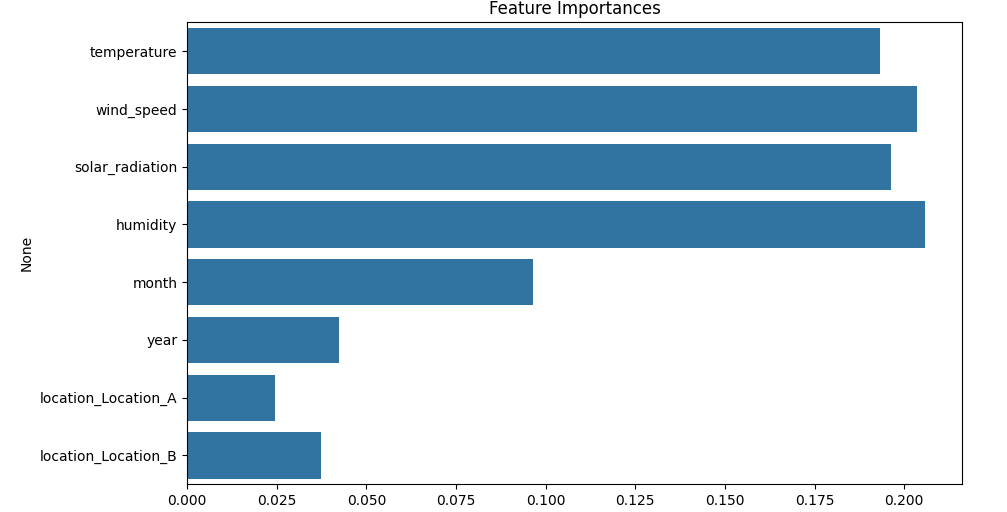 Feature Importances
temperature
wind_speed
solar_radiation
humidity
None
month
year
location_Location_A
location_Location_B
0.000 0.025 0.050 0.075 0.100 0.125 0.150 0.175 0.200